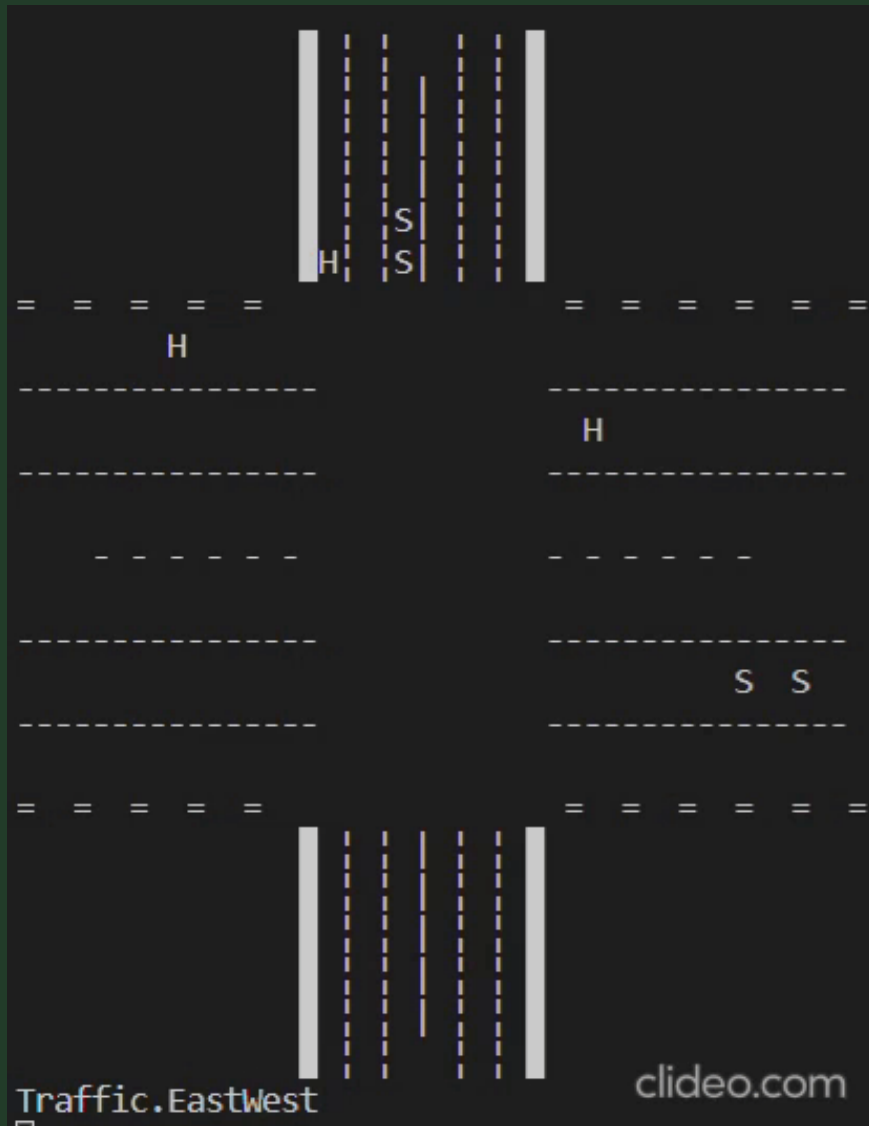 S
H S
= = = = = = = = = = =
H
---------------- ----------------
H
---------------- ----------------
- - - - - - - - - - - -
---------------- ----------------
S S
---------------- ----------------
= = = = = = = = = = =
Traffic.EastWest
clideo.com